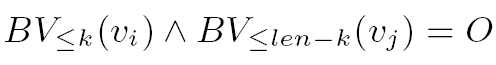 $BV_{\leq k}(v_i) \wedge BV_{\leq len-k}(v_j) = O$